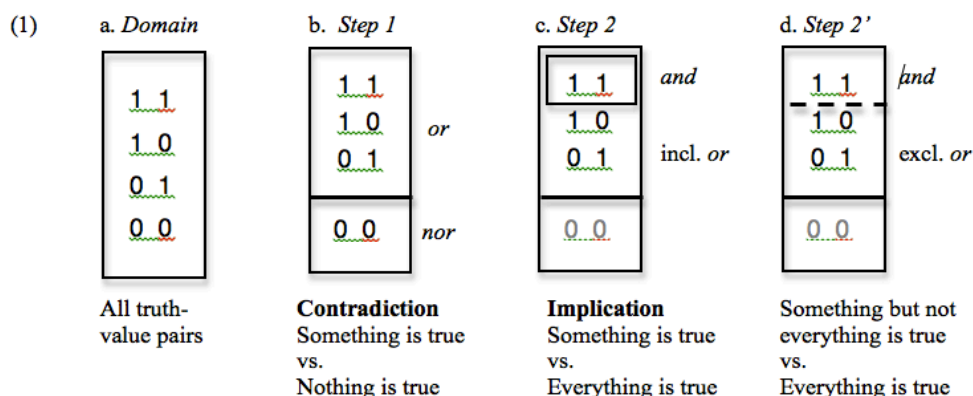 (1) a. Domain b. Step 1 c. Step 2 d. Step 2’
1 1 1 1 1 1 and 1 1 and
1 0 1 0 or 1 0 1 0
0 1 0 1 0 1 incl. or 0 1 excl. or
0 0 0 0 nor 0 0 0 0
All truth- Contradiction Implication Something but not
value pairs Something is true Something is true everything is true
vs. vs. vs.
Nothing is true Everything is true Everything is true